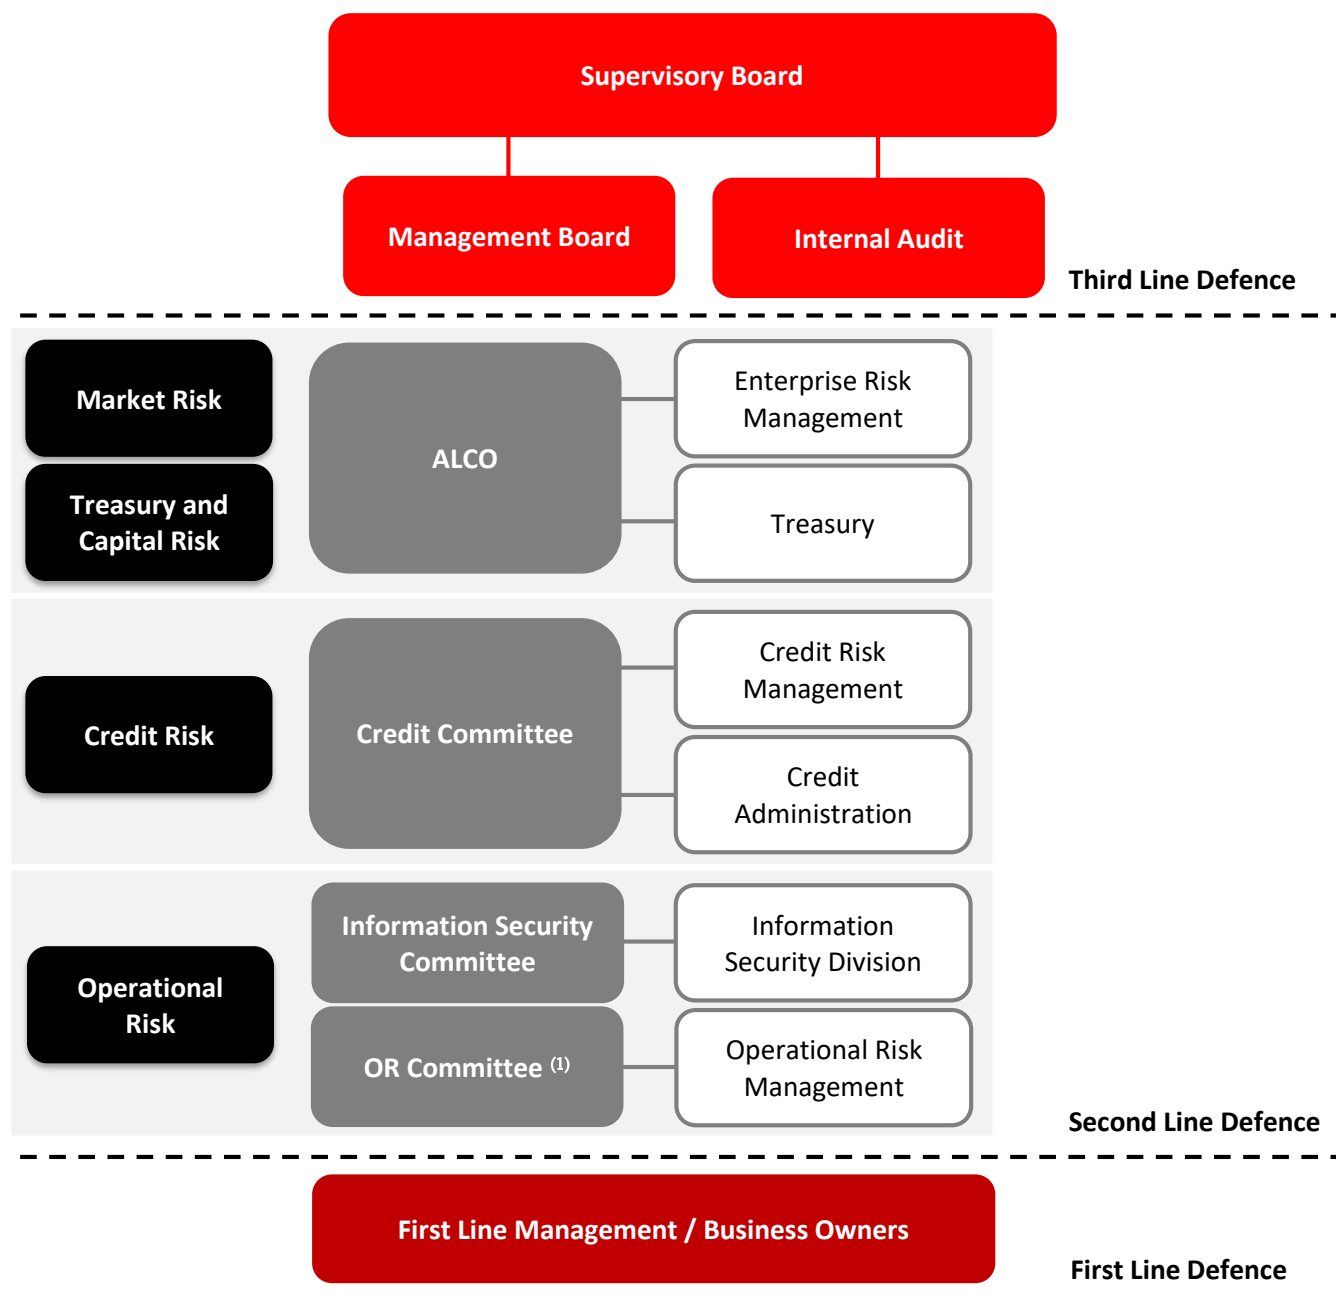 Supervisory Board
Management Board
Internal Audit
Third Line Defence
Market Risk
Treasury and
Capital Risk
ALCO
Enterprise Risk
Management
Treasury
Credit Risk
Credit Committee
Credit Risk
Management
Credit
Administration
Operational
Risk
Information Security
Committee
Information
Security Division
OR Committee (1)
Operational Risk
Management
Second Line Defence
First Line Management / Business Owners
First Line Defence